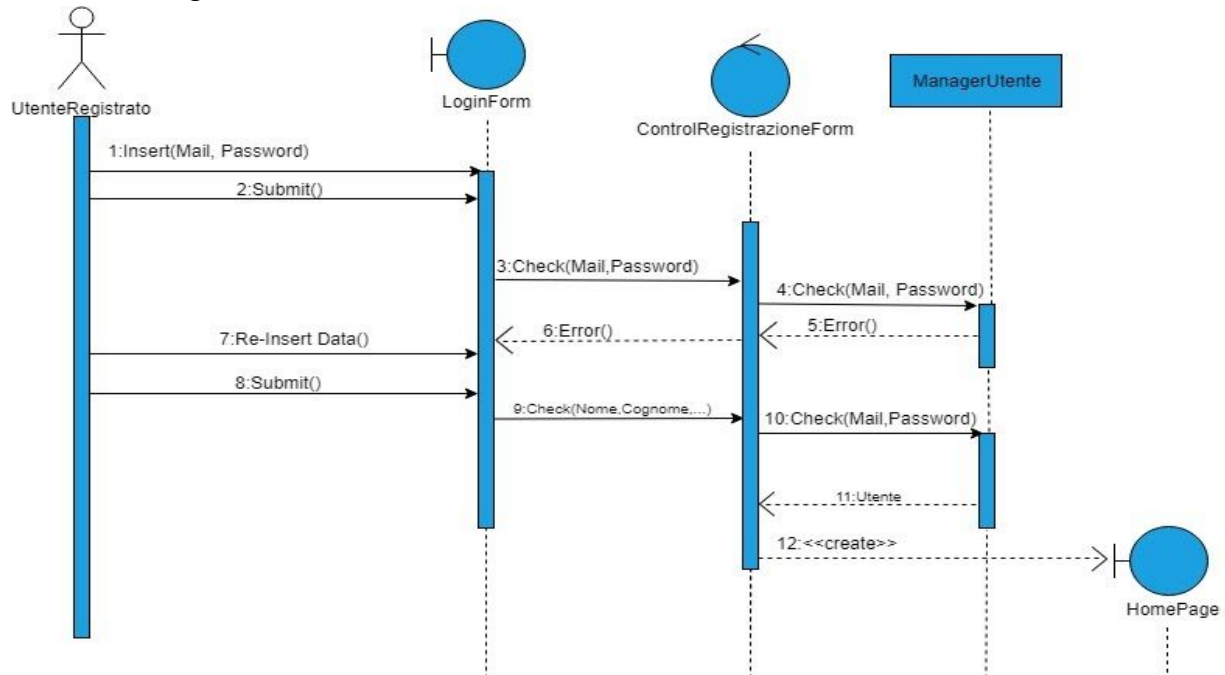 UtenteRegistrato
LoginForm
ControlRegistrazioneForm
ManagerUtente
1:Insert(Mail, Password)
2:Submit()
3:Check(Mail,Password)
4:Check(Mail, Password)
5:Error()
6:Error()
7:Re-Insert Data()
8:Submit()
9:Check(Nome,Cognome,...)
10:Check(Mail,Password)
11:Utente
12:<<create>>
HomePage